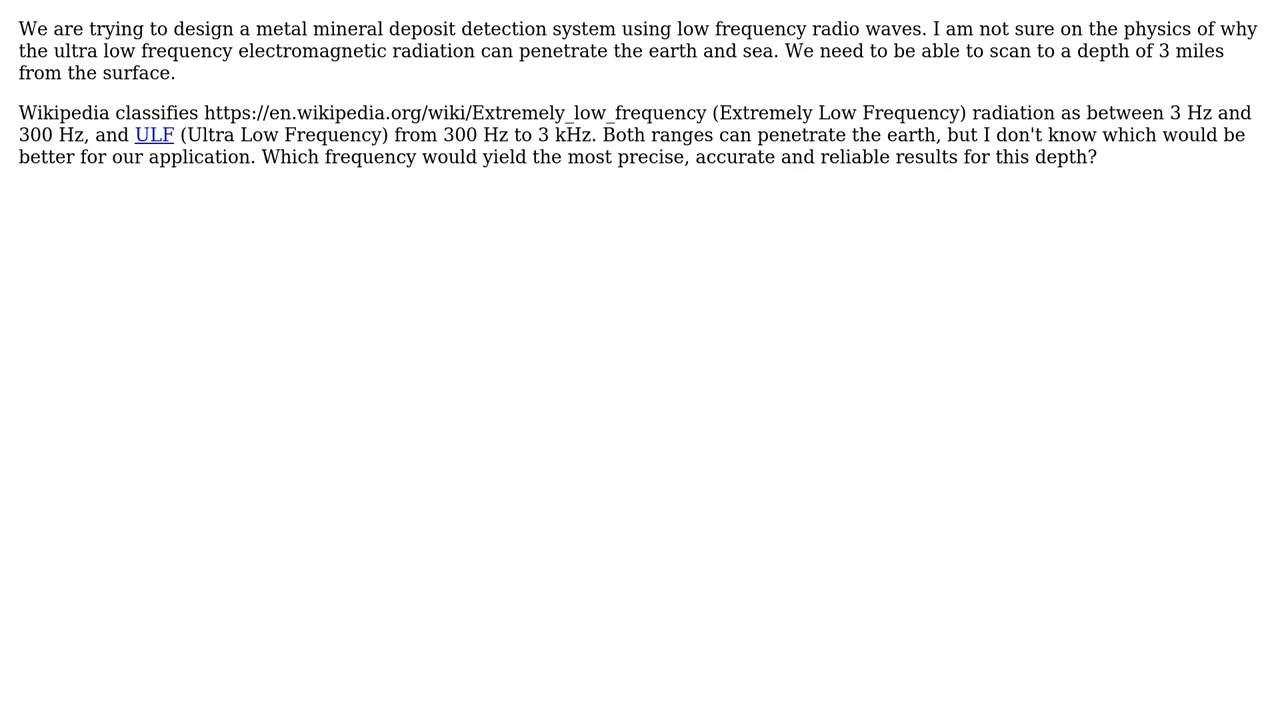 We are trying to design a metal mineral deposit detection system using low frequency radio waves. I am not sure on the physics of why
the ultra low frequency electromagnetic radiation can penetrate the earth and sea. We need to be able to scan to a depth of 3 miles
from the surface.
Wikipedia classifies https://en.wikipedia.org/wiki/Extremely_low_frequency (Extremely Low Frequency) radiation as between 3 Hz and
300 Hz, and ULF (Ultra Low Frequency) from 300 Hz to 3 kHz. Both ranges can penetrate the earth, but I don't know which would be
better for our application. Which frequency would yield the most precise, accurate and reliable results for this depth?